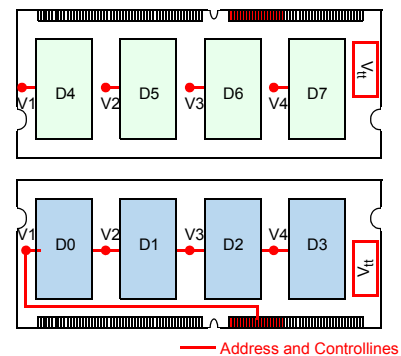 D4 D5 D6 D7 Vtt
V1 V2 V3 V4
V1 V2 V3 V4
D0 D1 D2 D3 Vtt
Address and Controllines